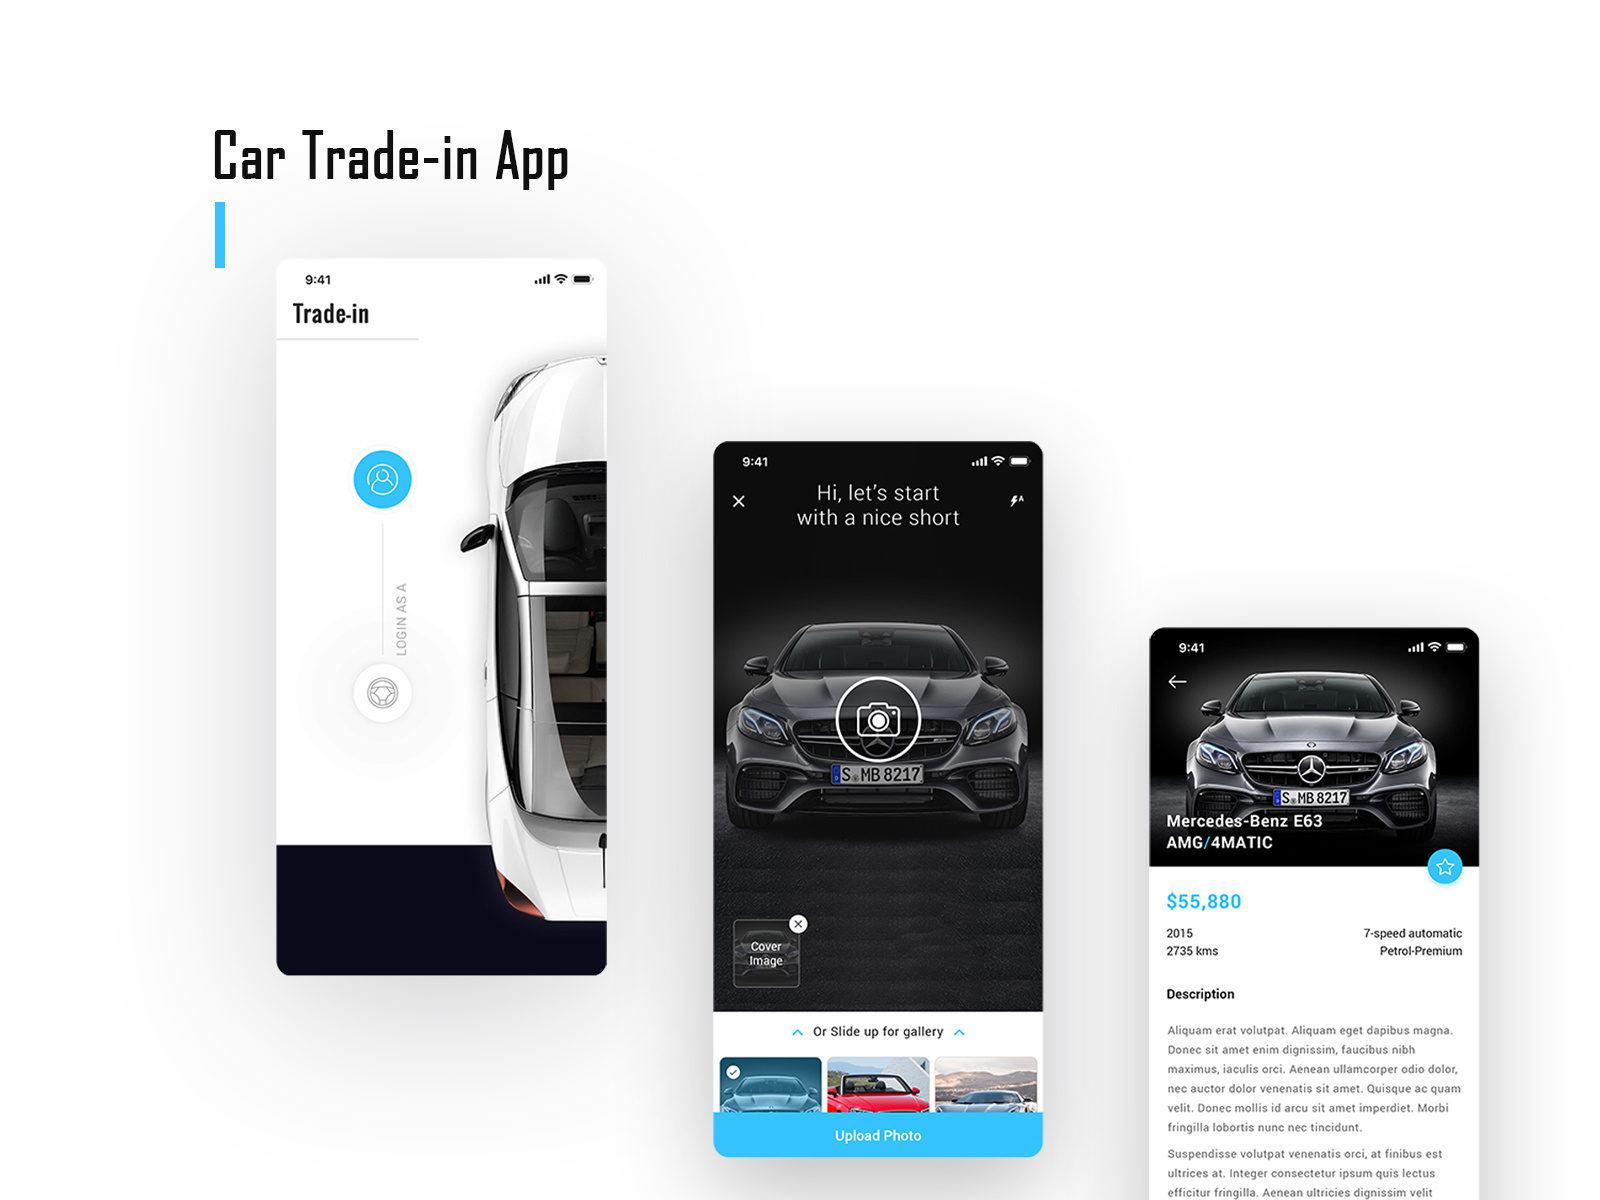 Car Trade-in App
9:41
Trade-in
LOGIN AS A
9:41
Hi, let's start
with a nice short
A
S MB 8217
Cover
Image
Or Slide up for gallery
Upload Photo
9:41
S MB 8217
Mercedes-Benz E63
AMG/4MATIC
$55,880
2015 7-speed automatic
2735 kms Petrol-Premium
Description
Aliquam erat volutpat. Aliquam eget dapibus magna.
Donec sit amet enim dignissim, faucibus nibh
maximus, iaculis orci. Aenean ullamcorper odio dolor,
nec auctor dolor venenatis sit amet. Quisque ac quam
velit. Donec mollis id arcu sit amet imperdiet. Morbi
fringilla lobortis nunc nec tincidunt.
Suspendisse volutpat venenatis orci, at finibus est
ultrices at. Integer consectetur ipsum quis lectus
efficitur fringilla. Aenean ultricies dignissim velit